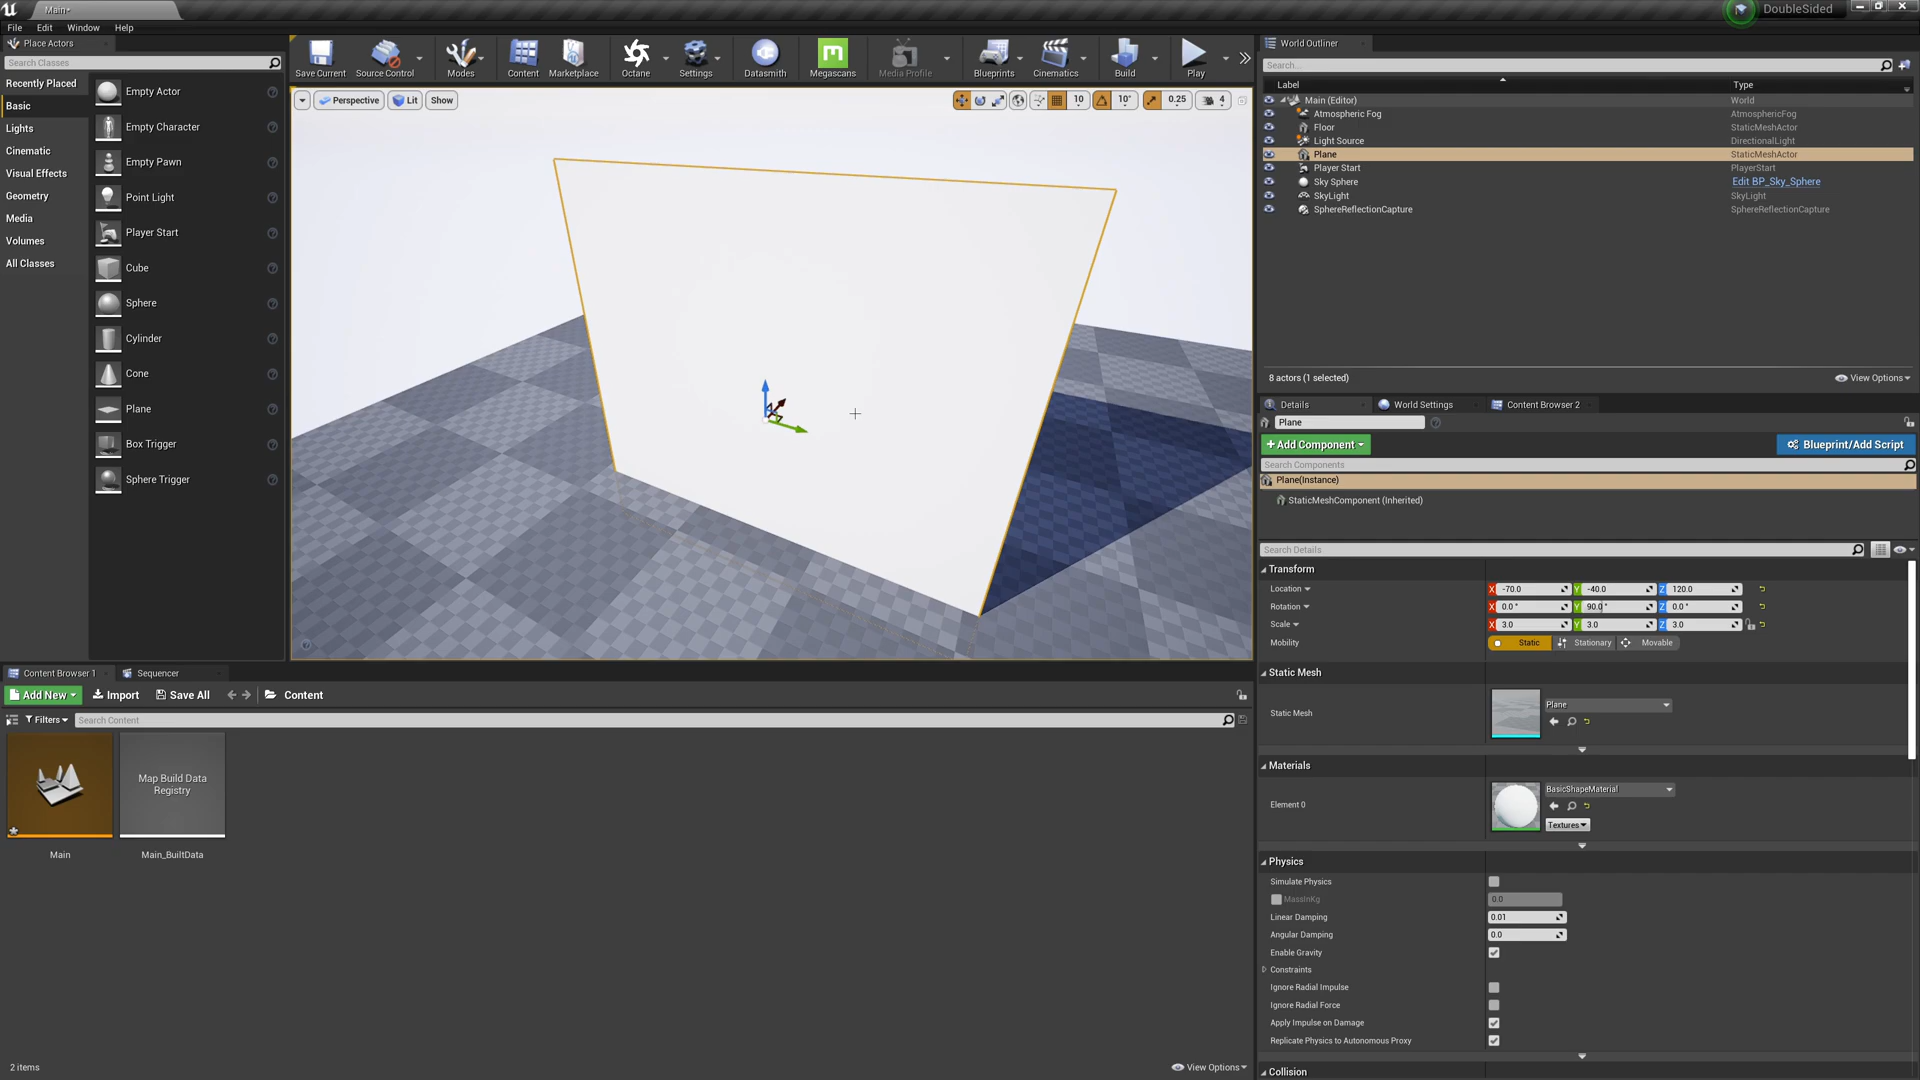 Main*
DoubleSided
File Edit Window Help
Place Actors
Search Classes
Recently Placed
Basic
Lights
Cinematic
Visual Effects
Geometry
Media
Volumes
All Classes
Empty Actor
Empty Character
Empty Pawn
Point Light
Player Start
Cube
Sphere
Cylinder
Cone
Plane
Box Trigger
Sphere Trigger
Save Current Source Control Modes Content Marketplace Octane Settings Datasmith Megascans Media Profile Blueprints Cinematics Build Play
Perspective Lit Show
10 10° 0.25 4
World Outliner
Search...
Label Type
Main (Editor) World
Atmospheric Fog AtmosphericFog
Floor StaticMeshActor
Light Source DirectionalLight
Plane StaticMeshActor
Player Start PlayerStart
Sky Sphere Edit BP_Sky_Sphere
SkyLight SkyLight
SphereReflectionCapture SphereReflectionCapture
8 actors (1 selected) View Options
Details World Settings Content Browser 2
Plane
+Add Component Blueprint/Add Script
Search Components
Plane(Instance)
StaticMeshComponent (Inherited)
Search Details
Transform
Location X -70.0 Y -40.0 Z 120.0
Rotation X 0.0° Y 90.0° Z 0.0°
Scale X 3.0 Y 3.0 Z 3.0
Mobility Static Stationary Movable
Static Mesh
Static Mesh Plane
Materials
Element 0 BasicShapeMaterial
Textures
Physics
Simulate Physics
MassInKg 0.0
Linear Damping 0.01
Angular Damping 0.0
Enable Gravity
Constraints
Ignore Radial Impulse
Ignore Radial Force
Apply Impulse on Damage
Replicate Physics to Autonomous Proxy
Collision
Content Browser 1 Sequencer
Add New Import Save All Content
Filters Search Content
Map Build Data
Registry
Main Main_BuiltData
2 items View Options